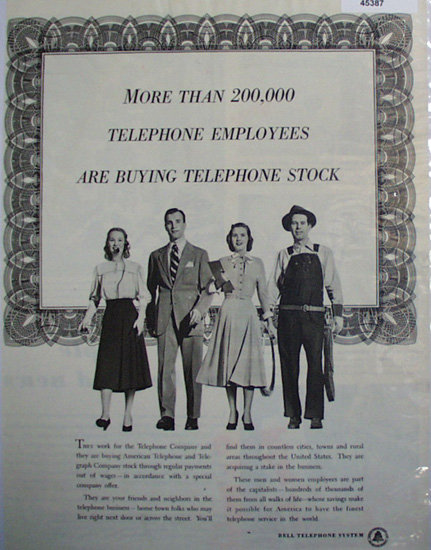 45387
MORE THAN 200,000
TELEPHONE EMPLOYEES
ARE BUYING TELEPHONE STOCK
THEY work for the Telephone Company and
they are buying American Telephone and Tele-
graph Company stock through regular payments
out of wages—in accordance with a special
company offer.
They are your friends and neighbors in the
telephone business—home town folks who may
live right next door or across the street. You'll
find them in countless cities, towns and rural
areas throughout the United States. They are
acquiring a stake in the business.
These men and women employees are part
of the capitalists—hundreds of thousands of
them from all walks of life—whose savings make
it possible for America to have the finest
telephone service in the world.
BELL TELEPHONE SYSTEM